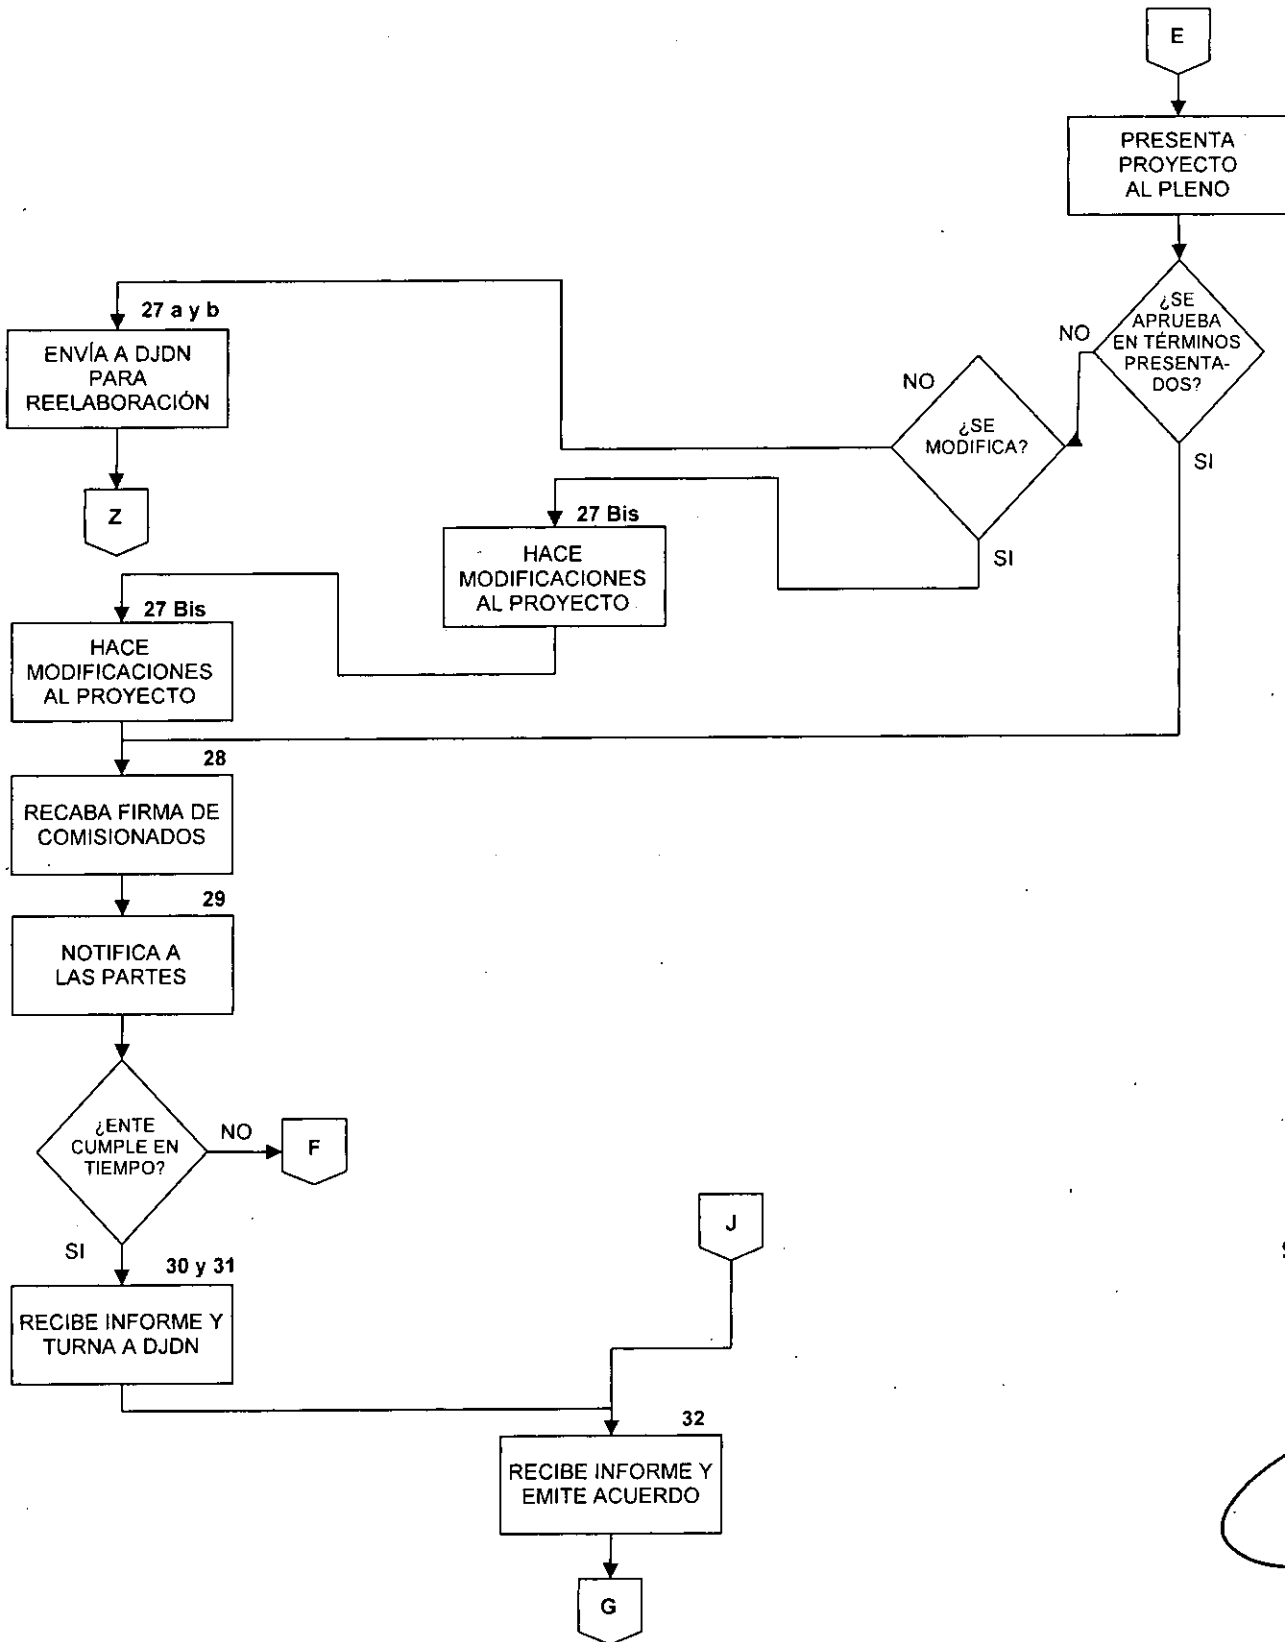 E
PRESENTA
PROYECTO
AL PLENO
¿SE
APRUEBA
EN TÉRMINOS
PRESENTA-
DOS?
NO
SI
¿SE
MODIFICA?
NO
SI
27 a y b
ENVÍA A DJDN
PARA
REELABORACIÓN
Z
27 Bis
HACE
MODIFICACIONES
AL PROYECTO
27 Bis
HACE
MODIFICACIONES
AL PROYECTO
28
RECABA FIRMA DE
COMISIONADOS
29
NOTIFICA A
LAS PARTES
¿ENTE
CUMPLE EN
TIEMPO?
NO
F
SI
30 y 31
RECIBE INFORME Y
TURNA A DJDN
J
32
RECIBE INFORME Y
EMITE ACUERDO
G